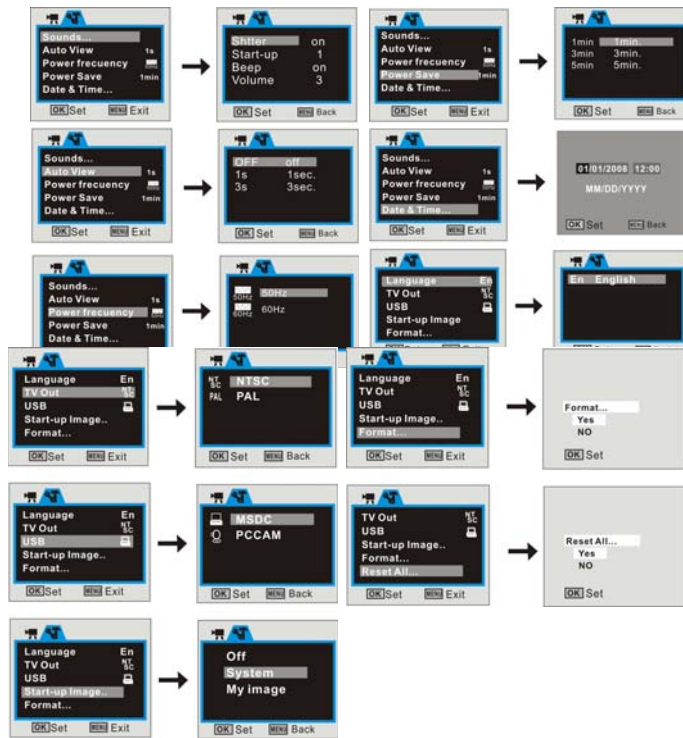 Sounds...
Auto View 1s
Power frecuency
Power Save 1min
Date & Time...
OK Set MENU Exit
Shtter on
Start-up 1
Beep on
Volume 3
OK Set MENU Back
Sounds...
Auto View 1s
Power frecuency
Power Save 1min
Date & Time...
OK Set MENU Exit
1min 1min.
3min 3min.
5min 5min.
OK Set MENU Back
Sounds...
Auto View 1s
Power frecuency
Power Save 1min
Date & Time...
OK Set MENU Exit
OFF off
1s 1sec.
3s 3sec.
OK Set MENU Back
Sounds...
Auto View 1s
Power frecuency
Power Save 1min
Date & Time...
OK Set MENU Exit
01/01/2008 12:00
MM/DD/YYYY
OK Set MENU Back
Sounds...
Auto View 1s
Power frecuency
Power Save 1min
Date & Time...
50Hz 50Hz
60Hz 60Hz
Language En
TV Out NTSC
USB
Start-up Image
Format...
En English
Language En
TV Out NTSC
USB
Start-up Image..
Format...
OK Set MENU Exit
NTSC NTSC
PAL PAL
OK Set MENU Back
Language En
TV Out NTSC
USB
Start-up Image..
Format...
OK Set MENU Exit
Format...
Yes
NO
OK Set
Language En
TV Out NTSC
USB
Start-up Image..
Format...
OK Set MENU Exit
MSDC
PCCAM
OK Set MENU Back
TV Out NTSC
USB
Start-up Image..
Format...
Reset All...
OK Set MENU Exit
Reset All...
Yes
NO
OK Set
Language En
TV Out NTSC
USB
Start-up Image..
Format...
OK Set MENU Exit
Off
System
My image
OK Set MENU Back